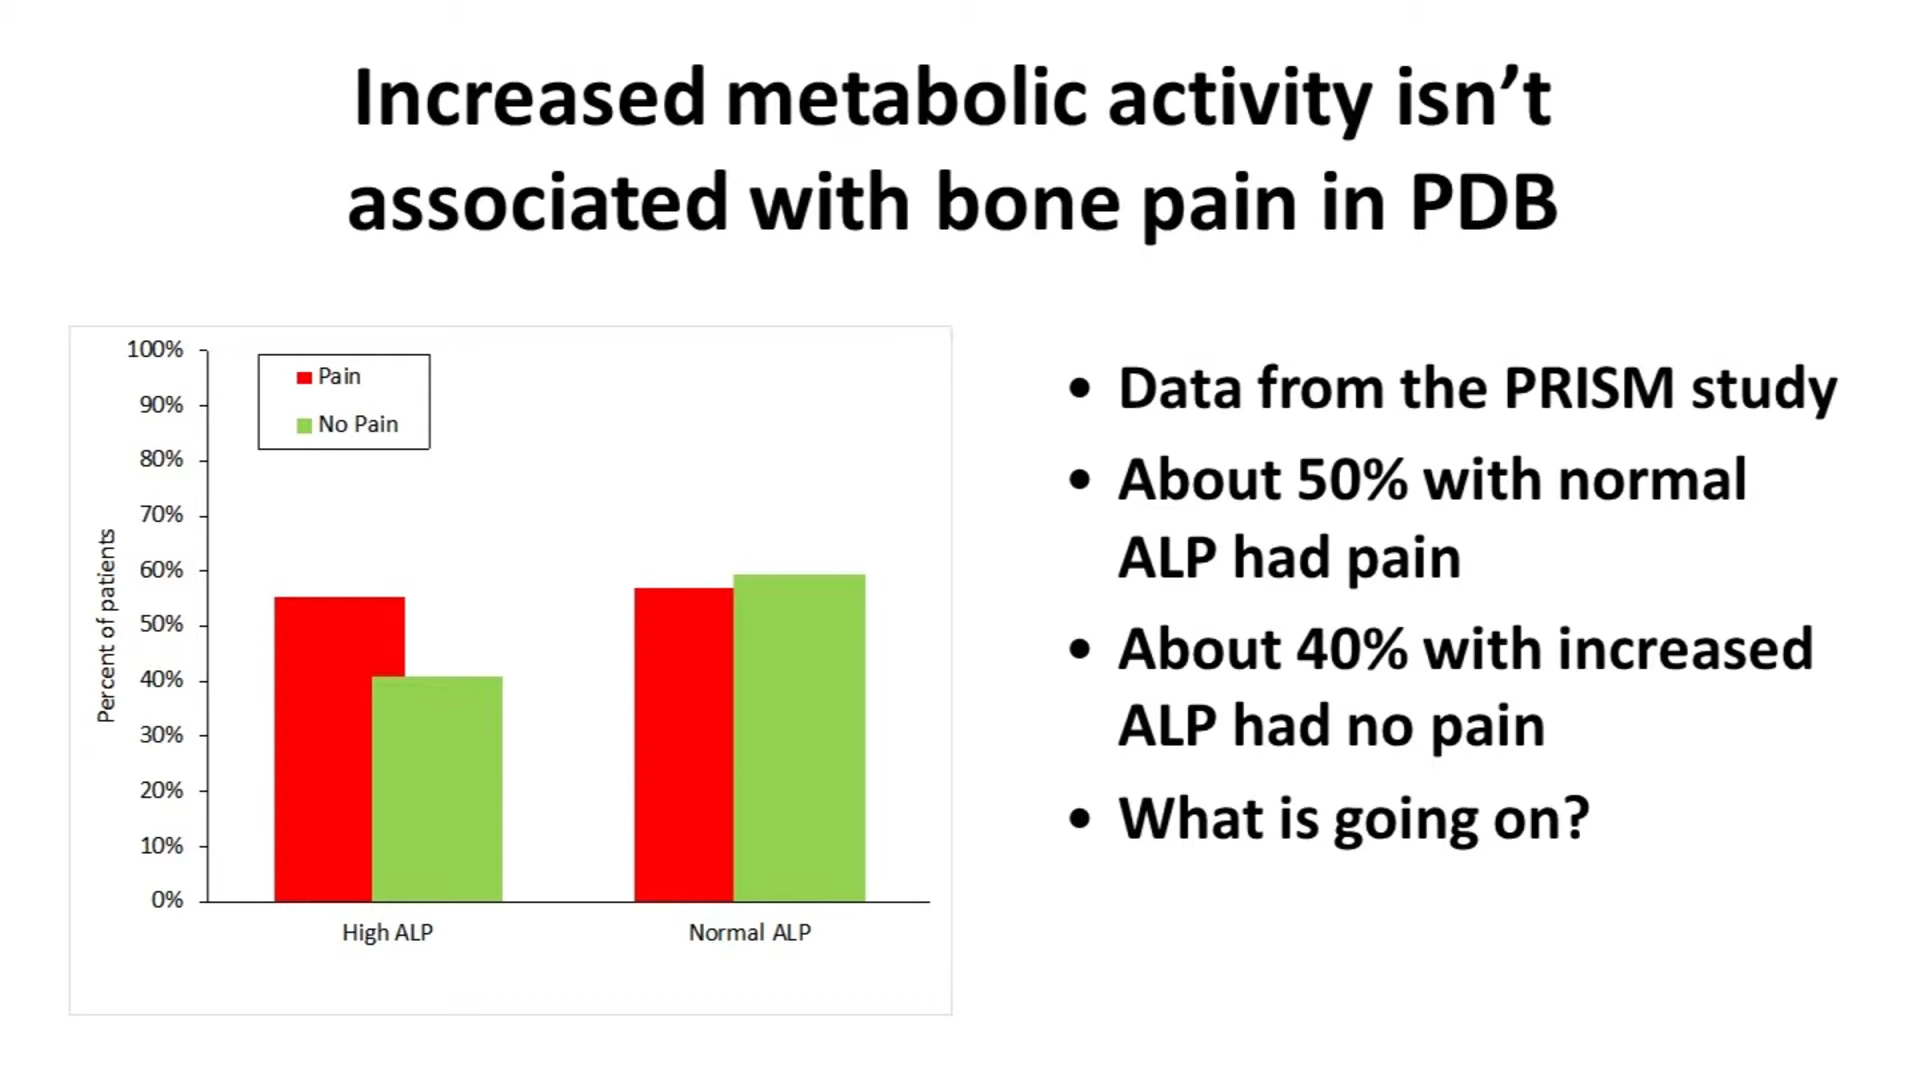 Increased metabolic activity isn’t
associated with bone pain in PDB
100%
90%
80%
70%
60%
50%
40%
30%
20%
10%
0%
Percent of patients
Pain
No Pain
High ALP
Normal ALP
• Data from the PRISM study
• About 50% with normal
ALP had pain
• About 40% with increased
ALP had no pain
• What is going on?